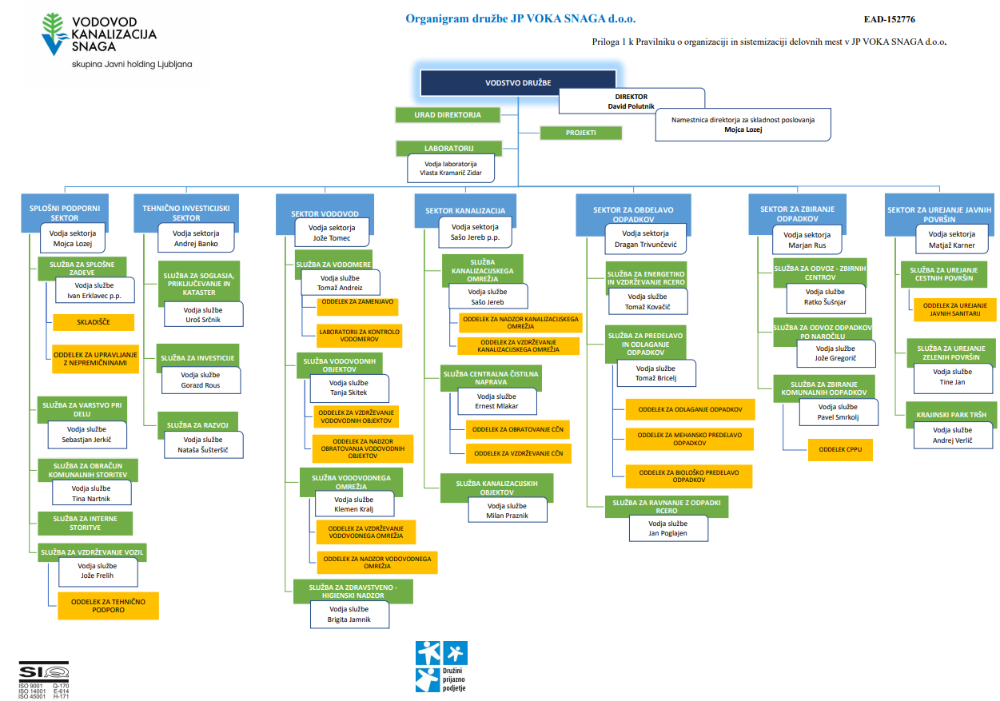 VODOVOD
KANALIZACIJA
SNAGA
skupina Javni holding Ljubljana
Organigram družbe JP VOKA SNAGA d.o.o.
EAD-152776
Priloga 1 k Pravilniku o organizaciji in sistemizaciji delovnih mest v JP VOKA SNAGA d.o.o.
VODSTVO DRUŽBE
DIREKTOR
David Polutnik
Namestnica direktorja za skladnost poslovanja
Mojca Lozej
URAD DIREKTORJA
PROJEKTI
LABORATORIJ
Vodja laboratorija
Vlasta Kramarič Zidar
SPLOŠNI PODPORNI
SEKTOR
Vodja sektorja
Mojca Lozej
SLUŽBA ZA SPLOŠNE
ZADEVE
Vodja službe
Ivan Erklavec p.p.
SKLADIŠČE
ODDELEK ZA UPRAVLJANJE
Z NEPREMIČNINAMI
SLUŽBA ZA VARSTVO PRI
DELU
Vodja službe
Sebastjan Jerkič
SLUŽBA ZA OBRAČUN
KOMUNALNIH STORITEV
Vodja službe
Tina Nartnik
SLUŽBA ZA INTERNE
STORITVE
SLUŽBA ZA VZDRŽEVANJE VOZIL
Vodja službe
Jože Frelih
ODDELEK ZA TEHNIČNO
PODPORO
TEHNIČNO INVESTICIJSKI
SEKTOR
Vodja sektorja
Andrej Banko
SLUŽBA ZA SOGLASJA,
PRIKLJUČEVANJE IN
KATASTER
Vodja službe
Uroš Srčnik
SLUŽBA ZA INVESTICIJE
Vodja službe
Gorazd Rous
SLUŽBA ZA RAZVOJ
Vodja službe
Nataša Šušteršič
SEKTOR VODOVOD
Vodja sektorja
Jože Tomec
SLUŽBA ZA VODOMERE
Vodja službe
Tomaž Andreiz
ODDELEK ZA ZAMENJAVO
LABORATORIJ ZA KONTROLO
VODOMEROV
SLUŽBA VODOVODNIH
OBJEKTOV
Vodja službe
Tanja Skitek
ODDELEK ZA VZDRŽEVANJE
VODOVODNIH OBJEKTOV
ODDELEK ZA NADZOR
OBRATOVANJA VODOVODNIH
OBJEKTOV
SLUŽBA VODOVODNEGA
OMREŽJA
Vodja službe
Klemen Kralj
ODDELEK ZA VZDRŽEVANJE
VODOVODNEGA OMREŽJA
ODDELEK ZA NADZOR VODOVODNEGA
OMREŽJA
SLUŽBA ZA ZDRAVSTVENO -
HIGIENSKI NADZOR
Vodja službe
Brigita Jamnik
SEKTOR KANALIZACIJA
Vodja sektorja
Sašo Jereb p.p.
SLUŽBA
KANALIZACIJSKEGA
OMREŽJA
Vodja službe
Sašo Jereb
ODDELEK ZA NADZOR KANALIZACIJSKEGA
OMREŽJA
ODDELEK ZA VZDRŽEVANJE
KANALIZACIJSKEGA OMREŽJA
SLUŽBA CENTRALNA ČISTILNA
NAPRAVA
Vodja službe
Ernest Mlakar
ODDELEK ZA OBRATOVANJE CČN
ODDELEK ZA VZDRŽEVANJE CČN
SLUŽBA KANALIZACIJSKIH
OBJEKTOV
Vodja službe
Milan Praznik
SEKTOR ZA OBDELAVO
ODPADKOV
Vodja sektorja
Dragan Trivunčević
SLUŽBA ZA ENERGETIKO
IN VZDRŽEVANJE RCERO
Vodja službe
Tomaž Kovačič
SLUŽBA ZA PREDELAVO
IN ODLAGANJE
ODPADKOV
Vodja službe
Tomaž Bricelj
ODDELEK ZA ODLAGANJE ODPADKOV
ODDELEK ZA MEHANSKO PREDELAVO
ODPADKOV
ODDELEK ZA BIOLOŠKO PREDELAVO
ODPADKOV
SLUŽBA ZA RAVNANJE Z ODPADKI
RCERO
Vodja službe
Jan Poglajen
SEKTOR ZA ZBIRANJE
ODPADKOV
Vodja sektorja
Marjan Rus
SLUŽBA ZA ODVOZ - ZBIRNIH
CENTROV
Vodja službe
Ratko Šušnjar
SLUŽBA ZA ODVOZ ODPADKOV
PO NAROČILU
Vodja službe
Jože Gregorič
SLUŽBA ZA ZBIRANJE
KOMUNALNIH ODPADKOV
Vodja službe
Pavel Smrkolj
ODDELEK CPPU
SEKTOR ZA UREJANJE JAVNIH
POVRŠIN
Vodja sektorja
Matjaž Karner
SLUŽBA ZA UREJANJE
CESTNIH POVRŠIN
ODDELEK ZA UREJANJE
JAVNIH SANITARIJ
SLUŽBA ZA UREJANJE
ZELENIH POVRŠIN
Vodja službe
Tine Jan
KRAJINSKI PARK TRŠH
Vodja službe
Andrej Verlič
SIQ
ISO 9001 Q-170
ISO 14001 E-614
ISO 45001 H-171
Družini
prijazno
podjetje